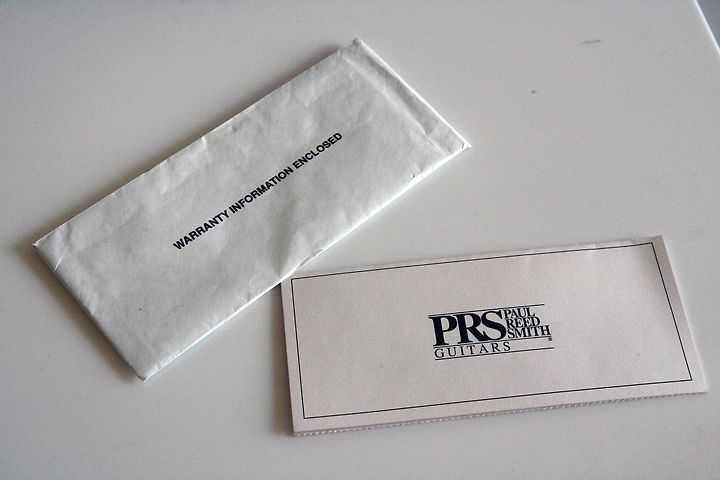 WARRANTY INFORMATION ENCLOSED
PRS PAUL
REED
SMITH
GUITARS